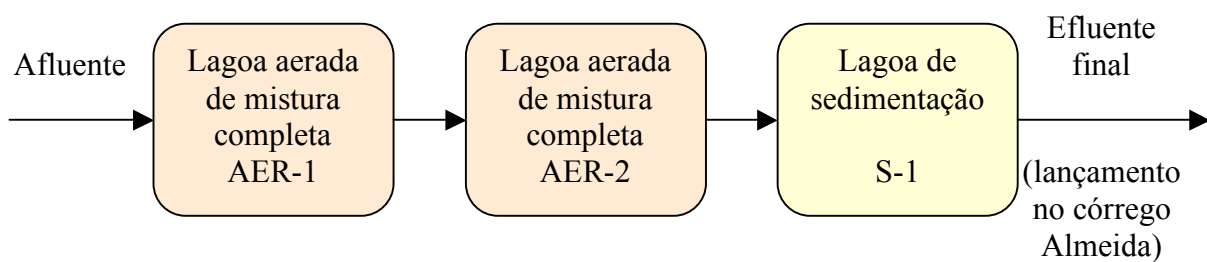 Afluente
Lagoa aerada
de mistura
completa
AER-1
Lagoa aerada
de mistura
completa
AER-2
Lagoa de
sedimentação
S-1
Efluente
final
(lançamento
no córrego
Almeida)